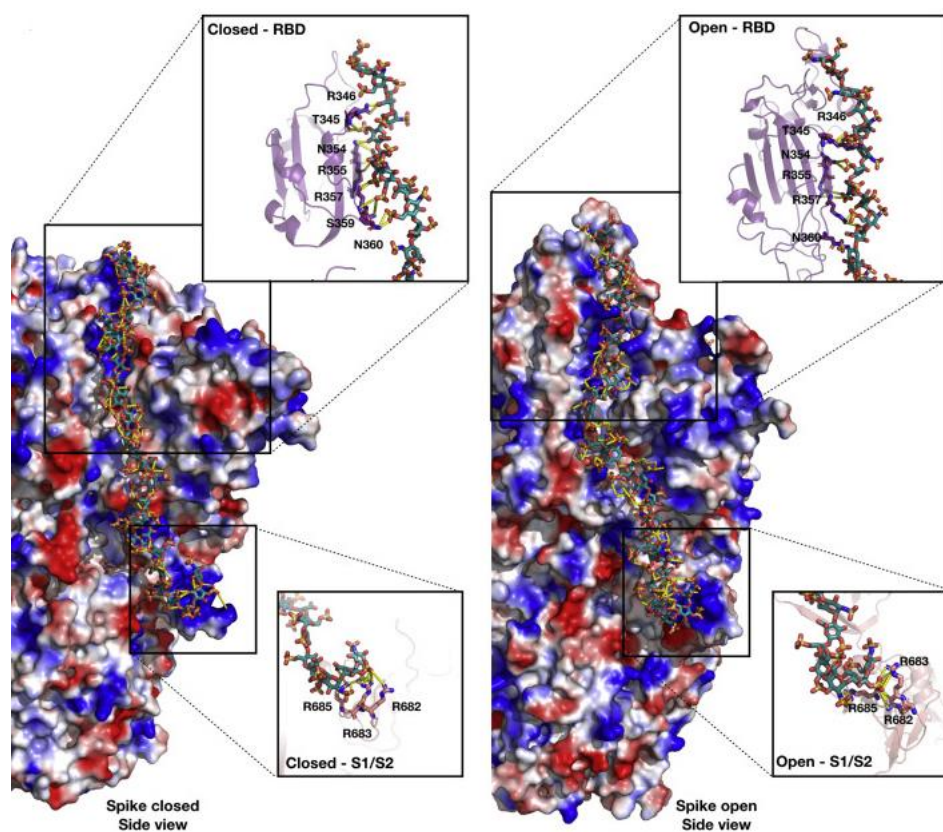 Closed - RBD
R346
T345
N354
R355
R357
S359
N360
Open - RBD
R346
T345
N354
R355
R357
N360
R685
R682
R683
Closed - S1/S2
R683
R685
R682
Open - S1/S2
Spike closed
Side view
Spike open
Side view